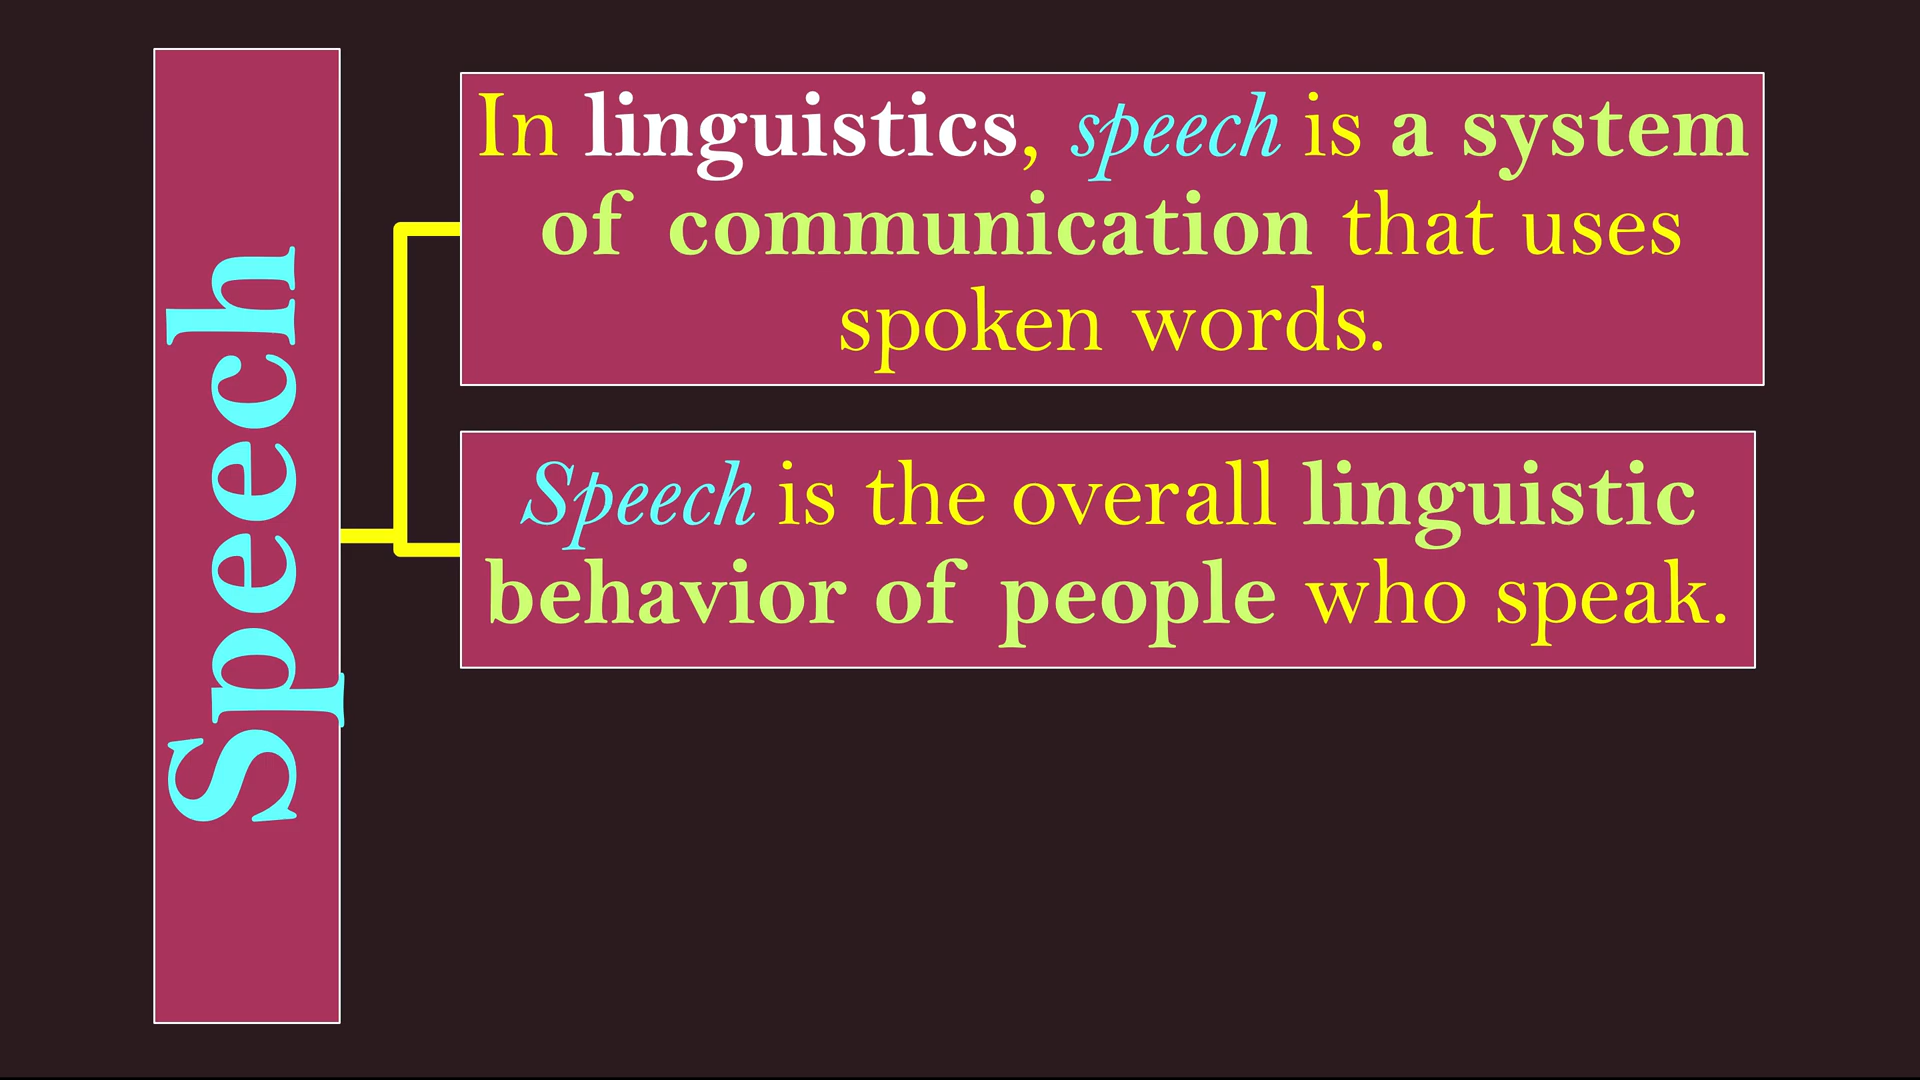 Speech
In linguistics, speech is a system
of communication that uses
spoken words.
Speech is the overall linguistic
behavior of people who speak.